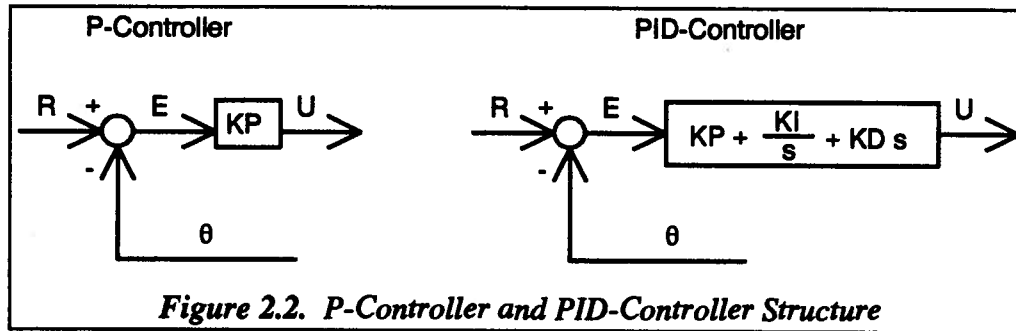 P-Controller
R + E KP U
-
θ
PID-Controller
R + E KP + KI/s + KD s U
-
θ
Figure 2.2. P-Controller and PID-Controller Structure